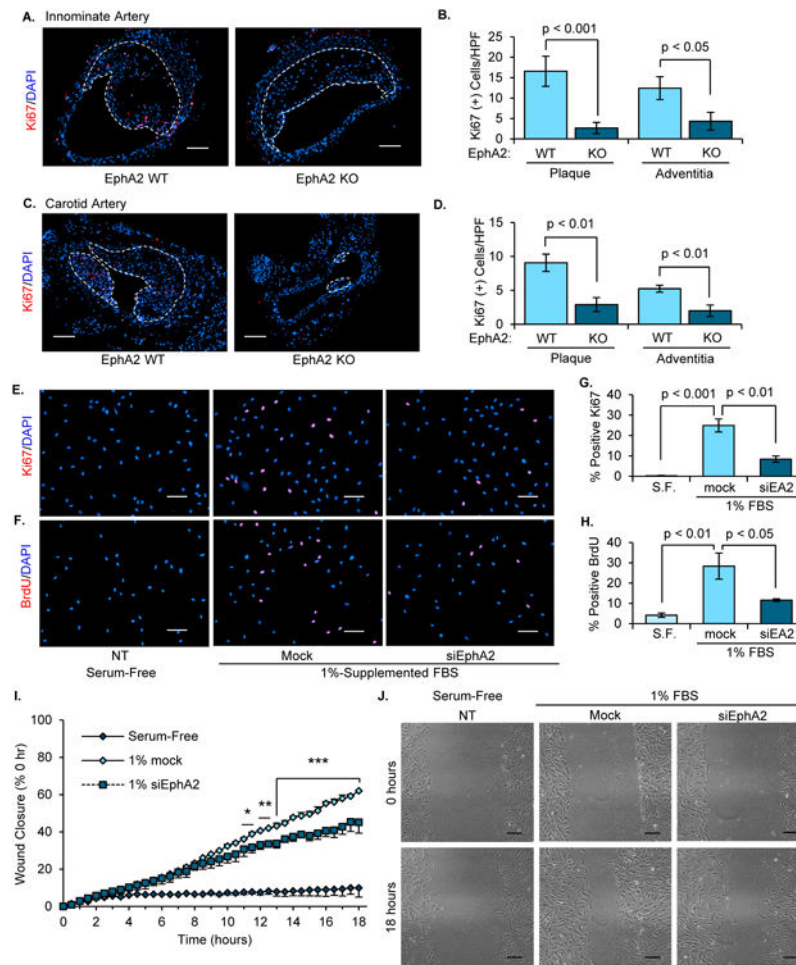 A. Innominate Artery
Ki67/DAPI
EphA2 WT
EphA2 KO
B.
Ki67 (+) Cells/HPF
25
20
15
10
5
0
p < 0.001
p < 0.05
EphA2: WT KO WT KO
Plaque Adventitia
C. Carotid Artery
Ki67/DAPI
EphA2 WT
EphA2 KO
D.
Ki67 (+) Cells/HPF
15
10
5
0
p < 0.01
p < 0.01
EphA2: WT KO WT KO
Plaque Adventitia
E.
Ki67/DAPI
F.
BrdU/DAPI
NT Mock siEphA2
Serum-Free 1%-Supplemented FBS
G.
% Positive Ki67
40
30
20
10
0
p < 0.001 p < 0.01
S.F. mock siEA2
1% FBS
H.
% Positive BrdU
40
30
20
10
0
p < 0.01 p < 0.05
S.F. mock siEA2
1% FBS
I.
Wound Closure (% 0 hr)
100
80
60
40
20
0
Serum-Free
1% mock
1% siEphA2
* ** ***
0 2 4 6 8 10 12 14 16 18
Time (hours)
J. Serum-Free 1% FBS
NT Mock siEphA2
0 hours
18 hours